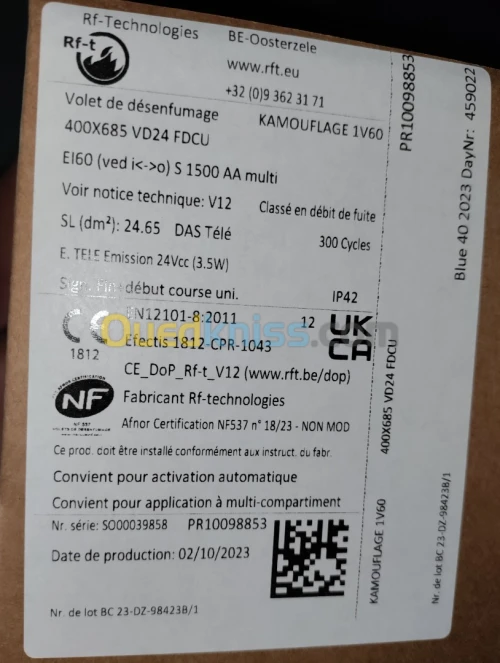 Rf-Technologies BE-Oosterzele
Rf-t
www.rft.eu
+32 (0)9 362 31 71
Volet de désenfumage KAMOUFLAGE 1V60
400X685 VD24 FDCU
EI60 (ved i<->o) S 1500 AA multi
Voir notice technique: V12 Classé en débit de fuite
SL (dm²): 24.65 DAS Télé 300 Cycles
E. TELE Emission 24Vcc (3.5W)
début course uni. IP42
EN12101-8:2011 12 UK CA
CE Efectis 1812-CPR-1043
1812
CE_DoP_Rf-t_V12 (www.rft.be/dop)
NF Fabricant Rf-technologies
NF 537
Afnor Certification NF537 n° 18/23 - NON MOD
Ce prod. doit être installé conformément aux instruct. du fabr.
Convient pour activation automatique
Convient pour application à multi-compartiment
Nr. série: SO00039858 PR10098853
Date de production: 02/10/2023
Nr. de lot BC 23-DZ-98423B/1
PR10098853
Blue 40 2023 DayNr: 459022
KAMOUFLAGE 1V60 400X685 VD24 FDCU
Nr. de lot BC 23-DZ-98423B/1
Ouedkniss.com